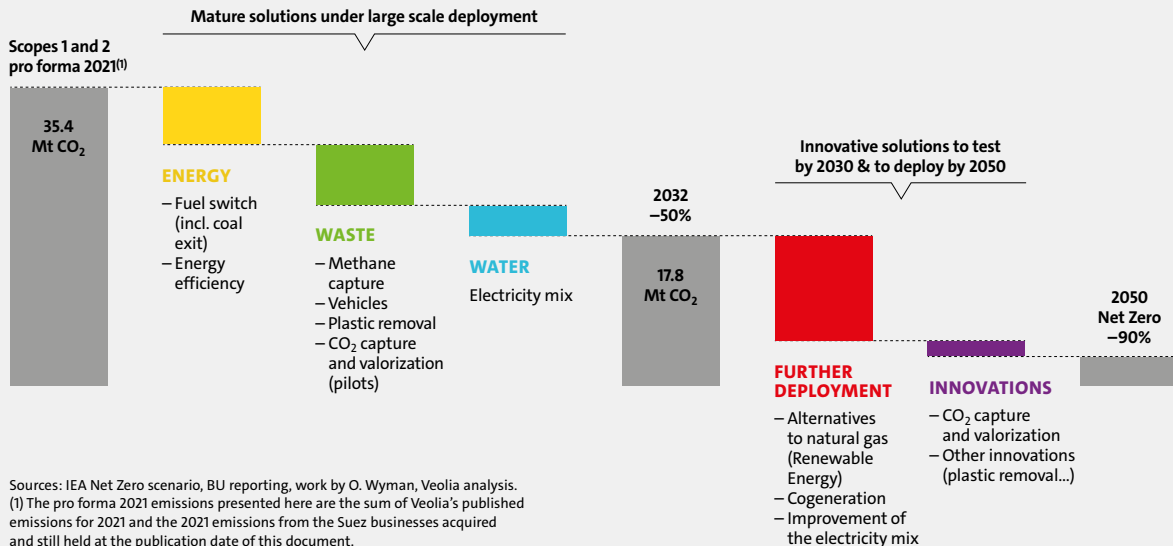 Mature solutions under large scale deployment
Scopes 1 and 2
pro forma 2021(1)
35.4
Mt CO2
ENERGY
– Fuel switch
(incl. coal
exit)
– Energy
efficiency
WASTE
– Methane
capture
– Vehicles
– Plastic removal
– CO2 capture
and valorization
(pilots)
WATER
Electricity mix
2032
–50%
17.8
Mt CO2
Innovative solutions to test
by 2030 & to deploy by 2050
FURTHER
DEPLOYMENT
– Alternatives
to natural gas
(Renewable
Energy)
– Cogeneration
– Improvement of
the electricity mix
INNOVATIONS
– CO2 capture
and valorization
– Other innovations
(plastic removal...)
2050
Net Zero
–90%
Sources: IEA Net Zero scenario, BU reporting, work by O. Wyman, Veolia analysis.
(1) The pro forma 2021 emissions presented here are the sum of Veolia's published
emissions for 2021 and the 2021 emissions from the Suez businesses acquired
and still held at the publication date of this document.